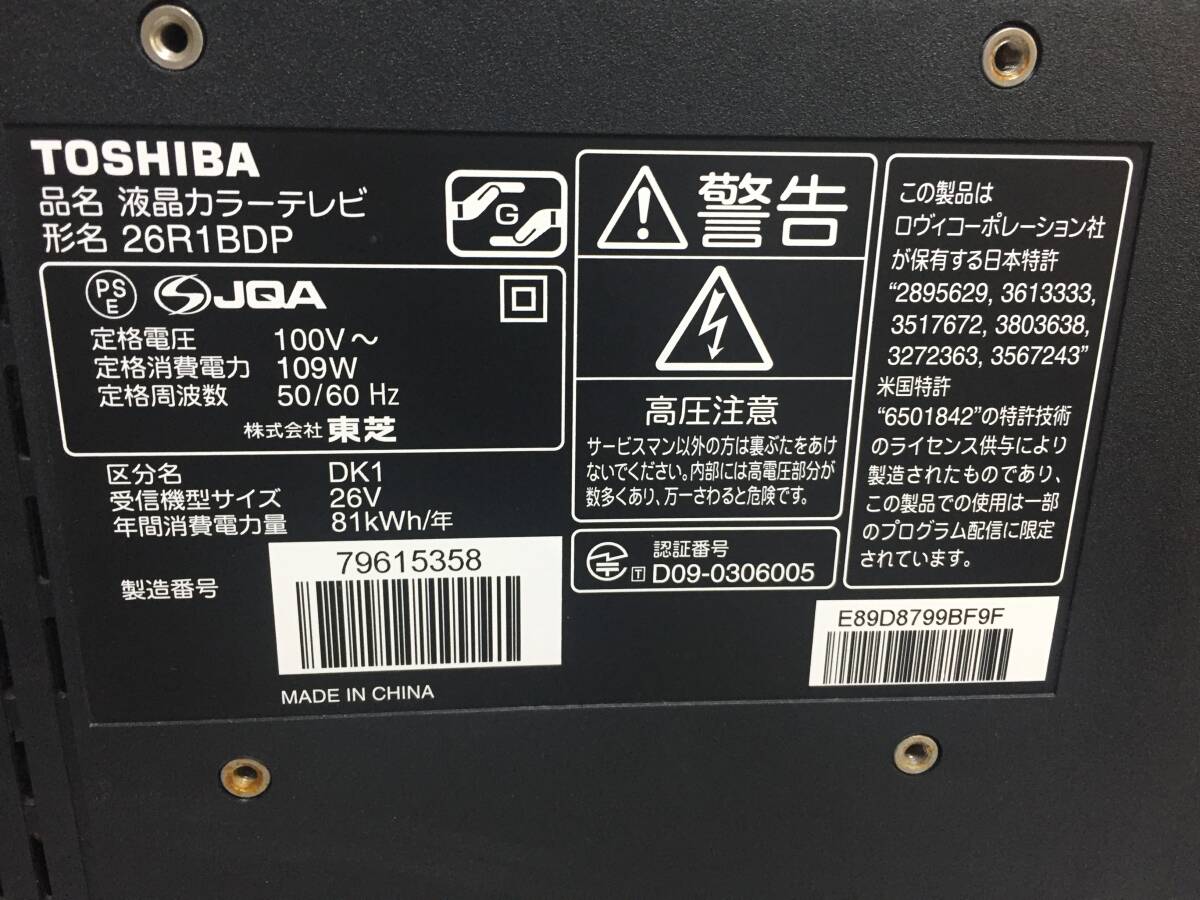 TOSHIBA
品名 液晶カラーテレビ
形名 26R1BDP
G
PS
E
JQA
定格電圧 100V～
定格消費電力 109W
定格周波数 50/60 Hz
株式会社 東芝
区分名 DK1
受信機型サイズ 26V
年間消費電力量 81kWh/年
製造番号
79615358
MADE IN CHINA
警告
高圧注意
サービスマン以外の方は裏ぶたをあけ
ないでください。内部には高電圧部分が
数多くあり、万一さわると危険です。
認証番号
T D09-0306005
この製品は
ロヴィコーポレーション社
が保有する日本特許
“2895629, 3613333,
3517672, 3803638,
3272363, 3567243”
米国特許
“6501842”の特許技術
のライセンス供与により
製造されたものであり、
この製品での使用は一部
のプログラム配信に限定
されています。
E89D8799BF9F